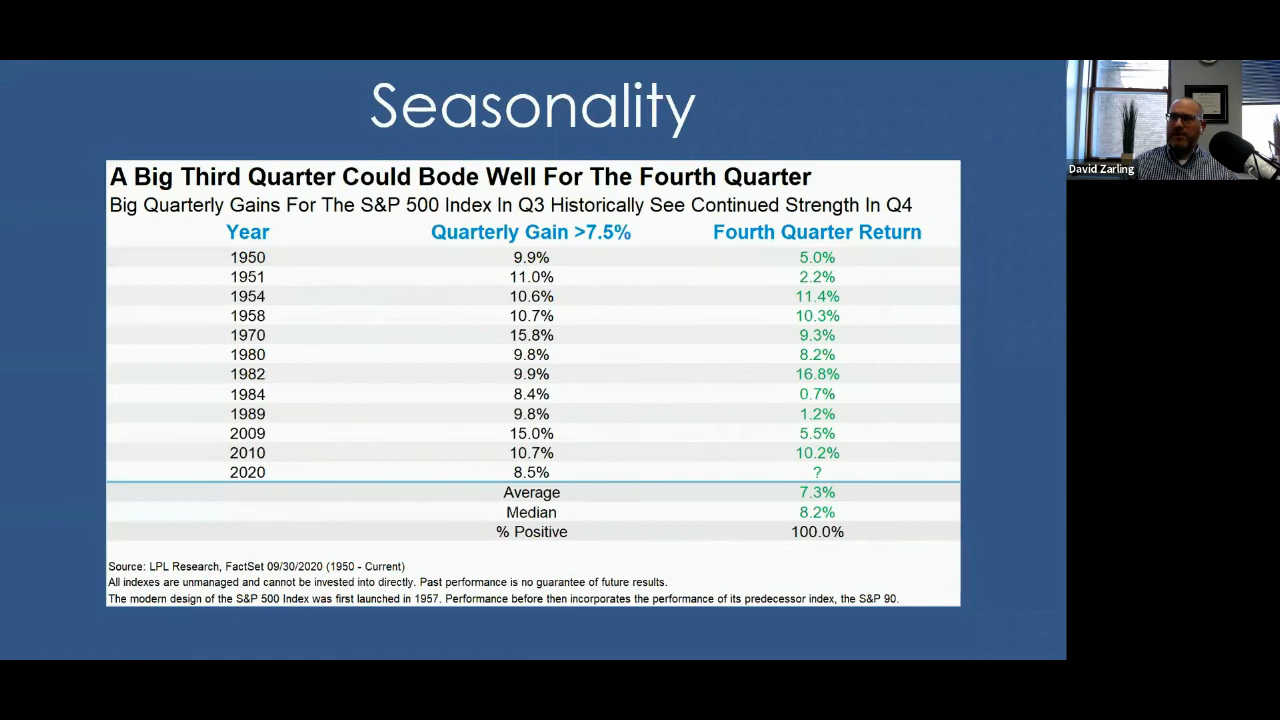 Seasonality
A Big Third Quarter Could Bode Well For The Fourth Quarter
Big Quarterly Gains For The S&P 500 Index In Q3 Historically See Continued Strength In Q4
Year Quarterly Gain >7.5% Fourth Quarter Return
1950 9.9% 5.0%
1951 11.0% 2.2%
1954 10.6% 11.4%
1958 10.7% 10.3%
1970 15.8% 9.3%
1980 9.8% 8.2%
1982 9.9% 16.8%
1984 8.4% 0.7%
1989 9.8% 1.2%
2009 15.0% 5.5%
2010 10.7% 10.2%
2020 8.5% ?
Average 7.3%
Median 8.2%
% Positive 100.0%
Source: LPL Research, FactSet 09/30/2020 (1950 - Current)
All indexes are unmanaged and cannot be invested into directly. Past performance is no guarantee of future results.
The modern design of the S&P 500 Index was first launched in 1957. Performance before then incorporates the performance of its predecessor index, the S&P 90.
David Zarling